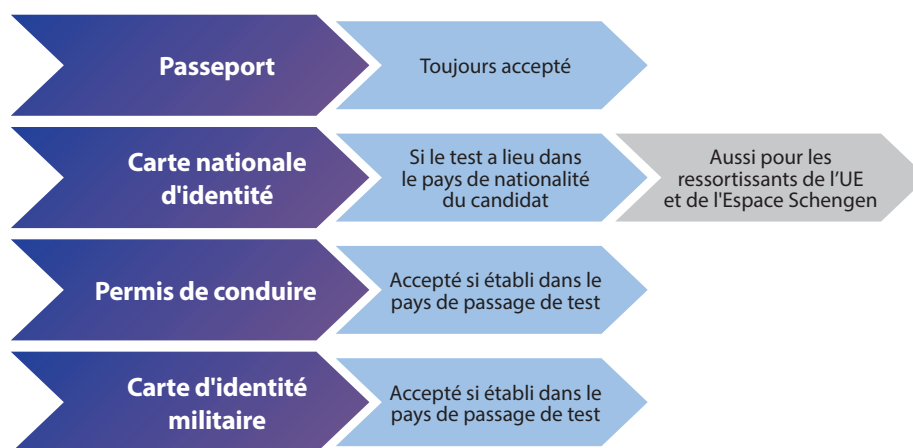 Passeport
Toujours accepté
Carte nationale
d'identité
Si le test a lieu dans
le pays de nationalité
du candidat
Aussi pour les
ressortissants de l’UE
et de l'Espace Schengen
Permis de conduire
Accepté si établi dans le
pays de passage de test
Carte d'identité
militaire
Accepté si établi dans le
pays de passage de test